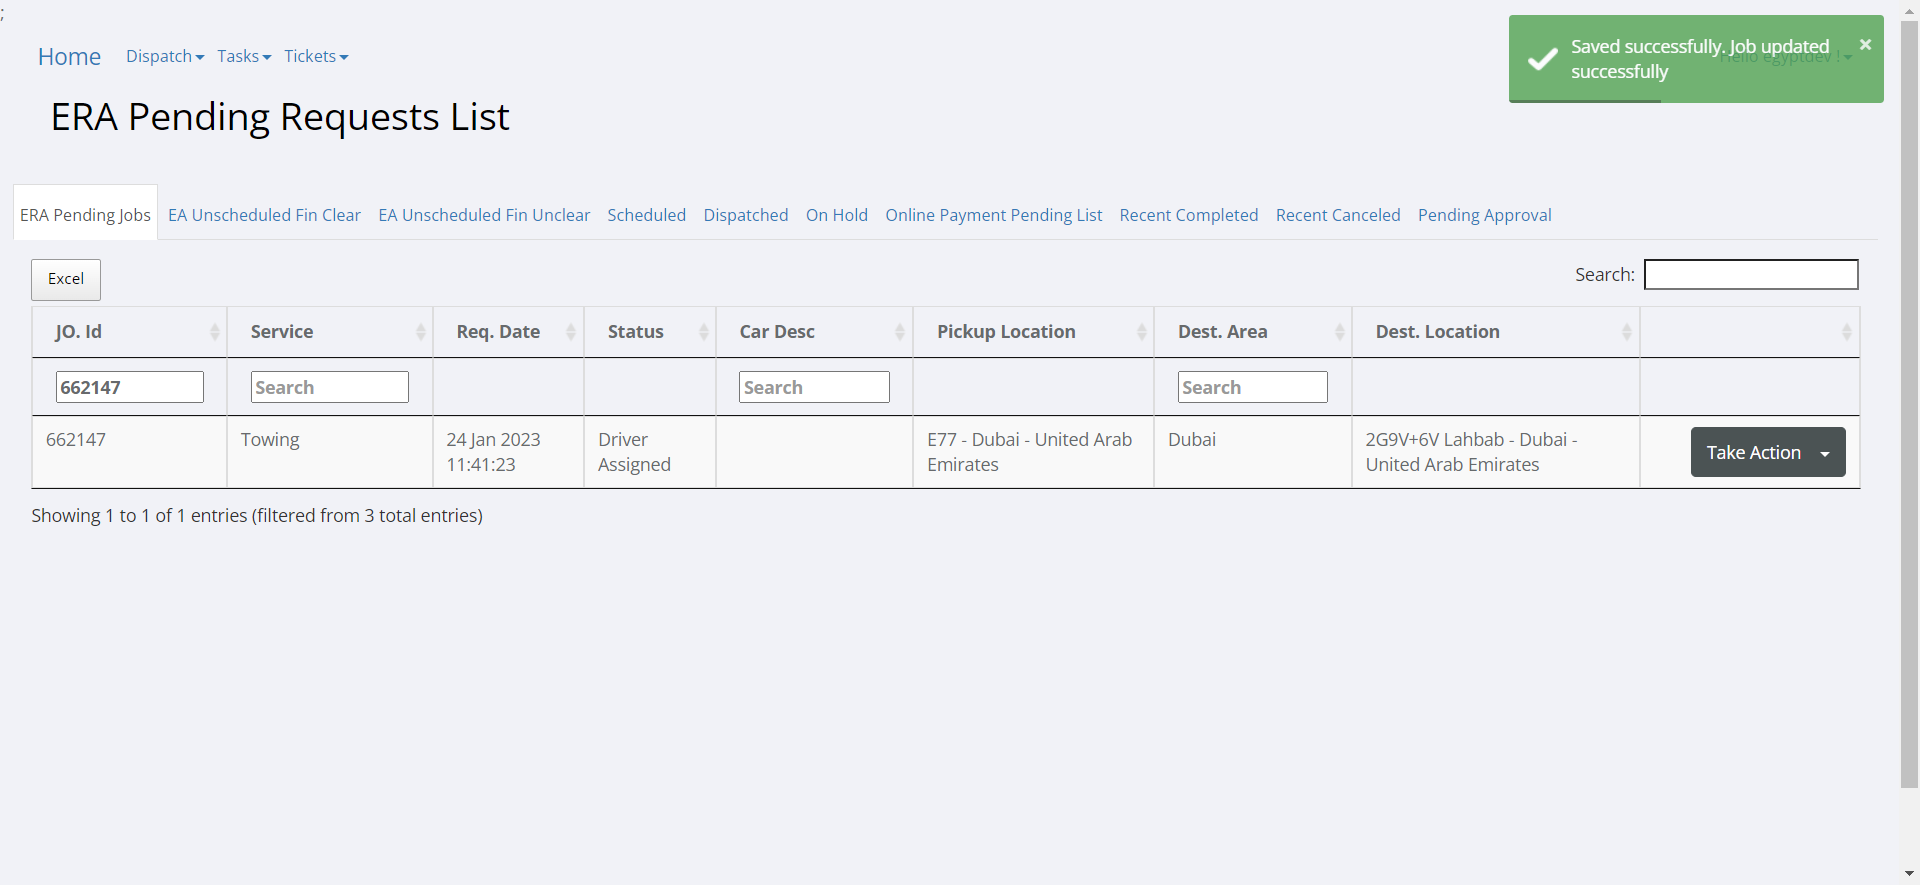 ;
Home Dispatch Tasks Tickets
Saved successfully. Job updated
successfully
×
Hello egyptdev !
ERA Pending Requests List
ERA Pending Jobs EA Unscheduled Fin Clear EA Unscheduled Fin Unclear Scheduled Dispatched On Hold Online Payment Pending List Recent Completed Recent Canceled Pending Approval
Excel
Search:
JO. Id Service Req. Date Status Car Desc Pickup Location Dest. Area Dest. Location
662147 Search Search Search
662147 Towing 24 Jan 2023 Driver E77 - Dubai - United Arab Dubai 2G9V+6V Lahbab - Dubai - Take Action
11:41:23 Assigned Emirates United Arab Emirates
Showing 1 to 1 of 1 entries (filtered from 3 total entries)